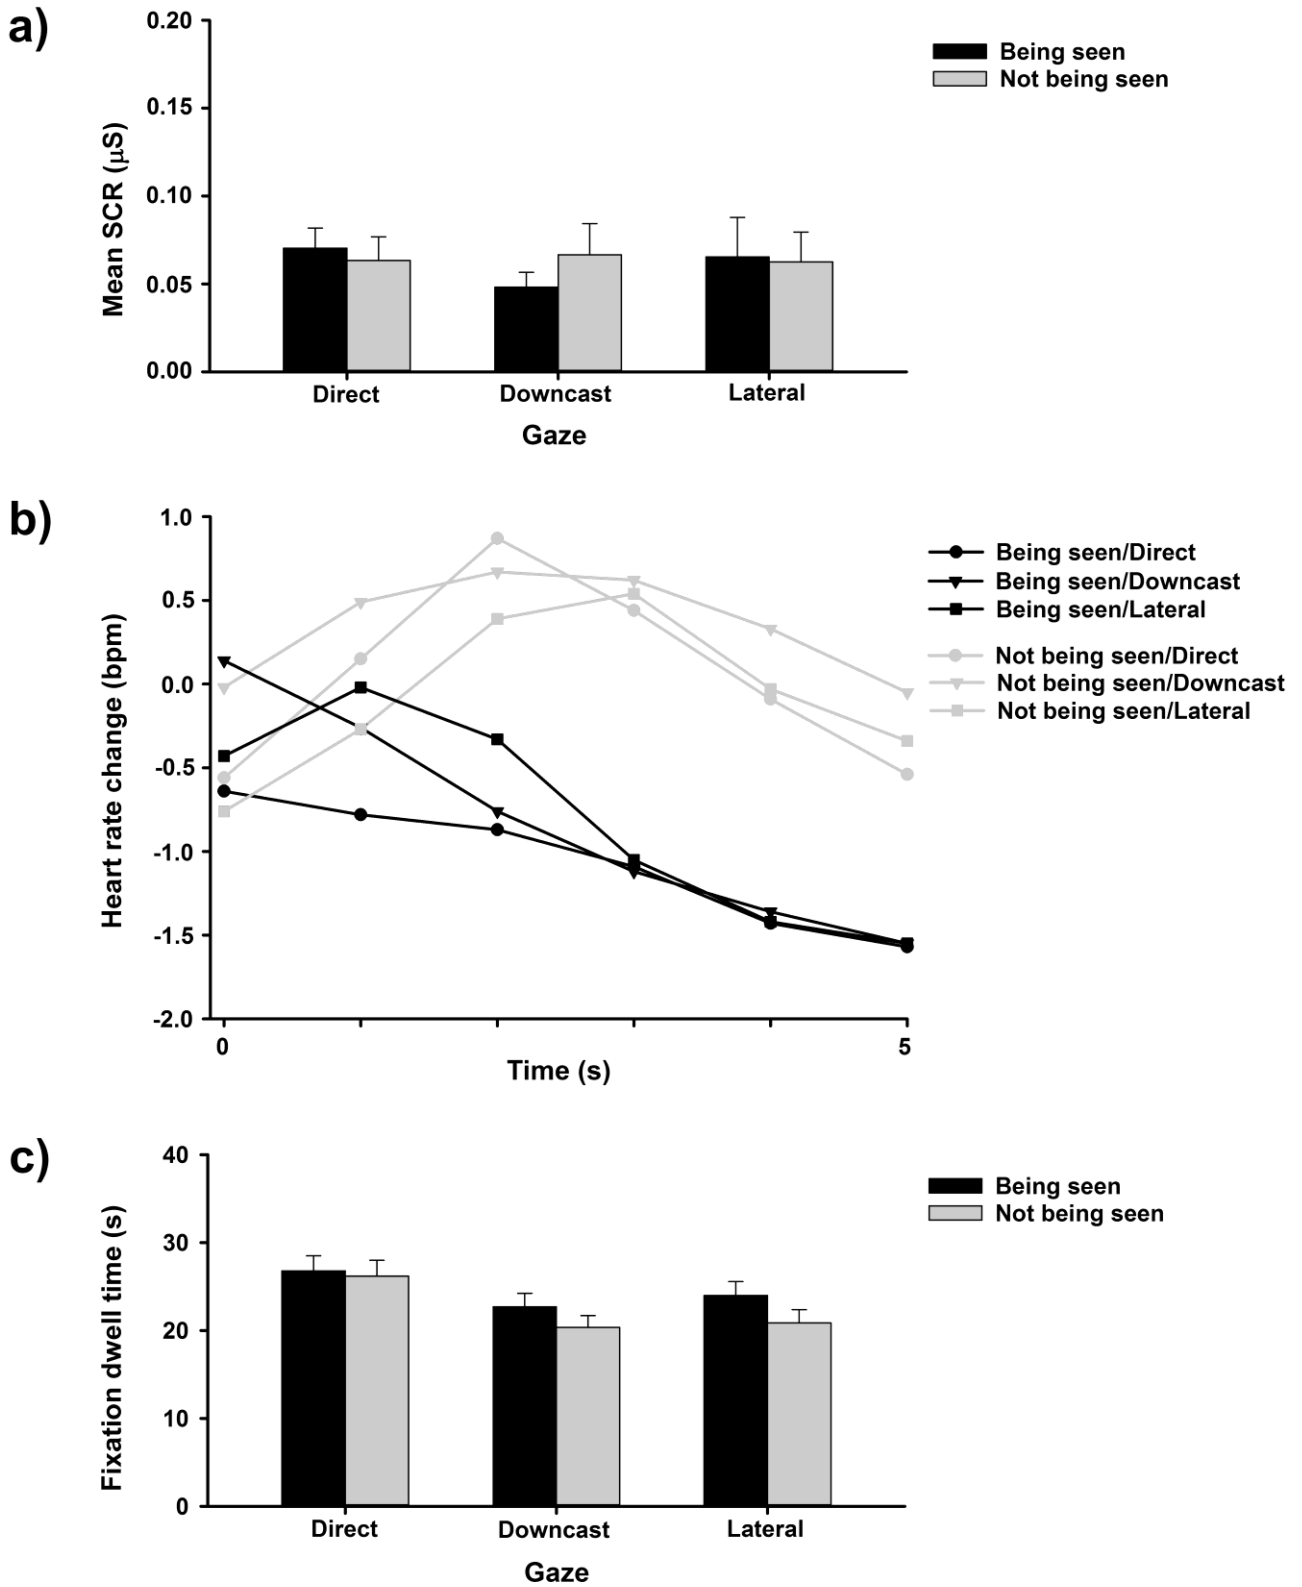 a)
0.20
0.15
0.10
0.05
0.00
Mean SCR (μS)
Direct
Downcast
Lateral
Gaze
Being seen
Not being seen
b)
1.0
0.5
0.0
-0.5
-1.0
-1.5
-2.0
Heart rate change (bpm)
0
5
Time (s)
Being seen/Direct
Being seen/Downcast
Being seen/Lateral
Not being seen/Direct
Not being seen/Downcast
Not being seen/Lateral
c)
40
30
20
10
0
Fixation dwell time (s)
Direct
Downcast
Lateral
Gaze
Being seen
Not being seen